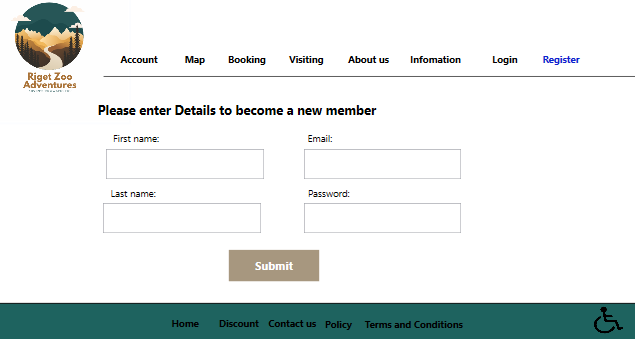 Riget Zoo
Adventures
Account Map Booking Visiting About us Infomation Login Register
Please enter Details to become a new member
First name: Email:
Last name: Password:
Submit
Home Discount Contact us Policy Terms and Conditions